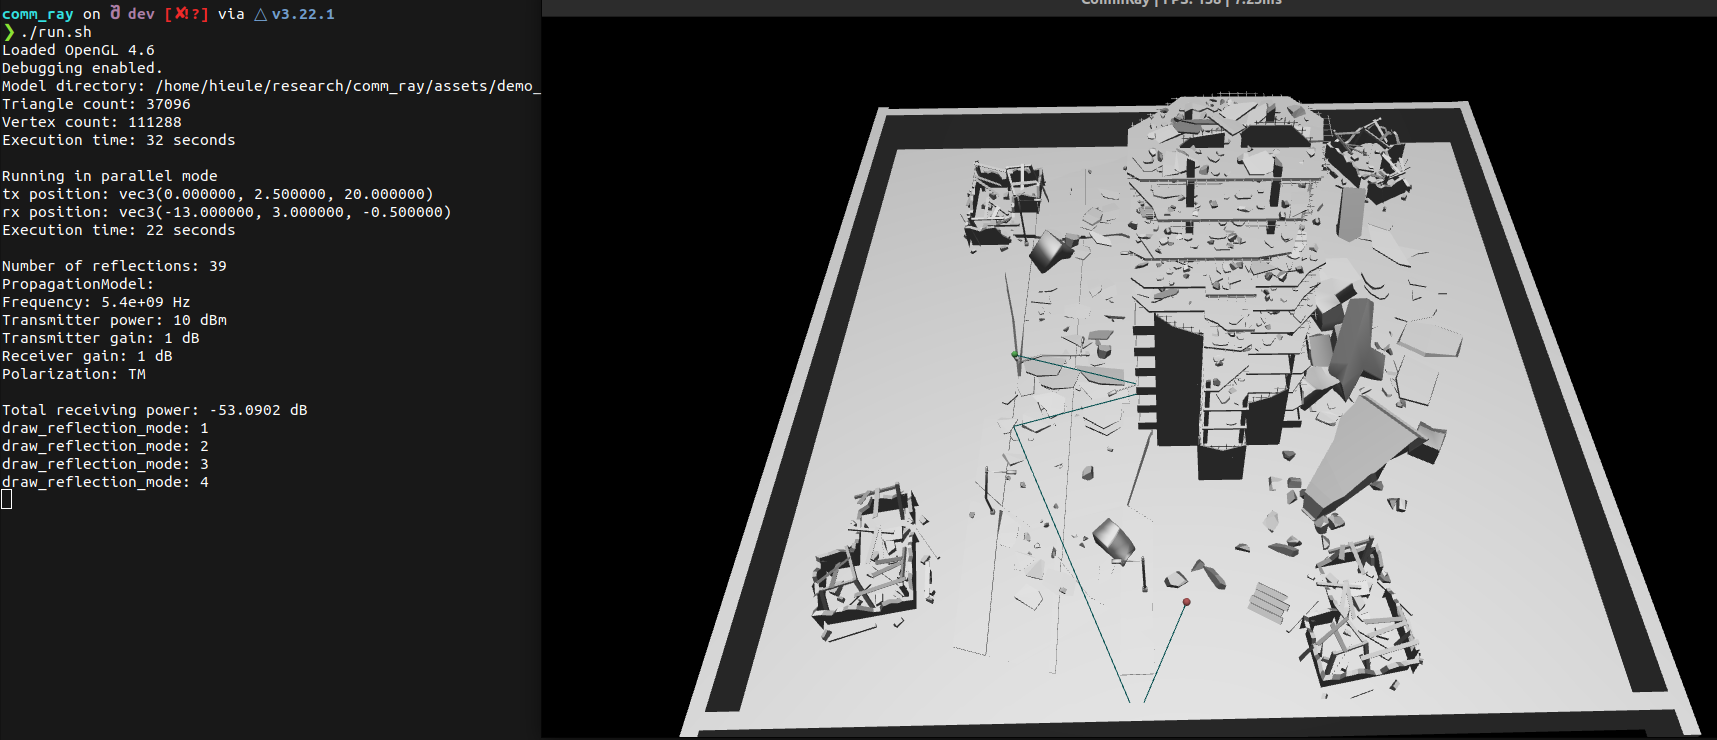 comm_ray on dev [✘!?] via △ v3.22.1
❯ ./run.sh
Loaded OpenGL 4.6
Debugging enabled.
Model directory: /home/hieule/research/comm_ray/assets/demo_
Triangle count: 37096
Vertex count: 111288
Execution time: 32 seconds
Running in parallel mode
tx position: vec3(0.000000, 2.500000, 20.000000)
rx position: vec3(-13.000000, 3.000000, -0.500000)
Execution time: 22 seconds
Number of reflections: 39
PropagationModel:
Frequency: 5.4e+09 Hz
Transmitter power: 10 dBm
Transmitter gain: 1 dB
Receiver gain: 1 dB
Polarization: TM
Total receiving power: -53.0902 dB
draw_reflection_mode: 1
draw_reflection_mode: 2
draw_reflection_mode: 3
draw_reflection_mode: 4